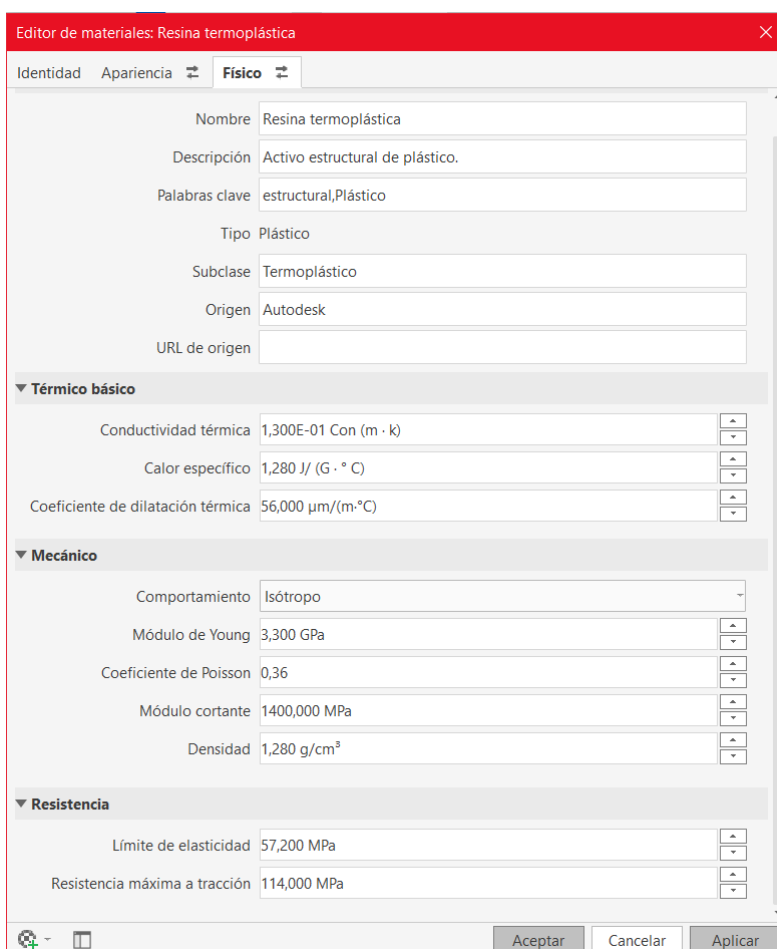 Editor de materiales: Resina termoplástica
Identidad Apariencia Físico
Nombre Resina termoplástica
Descripción Activo estructural de plástico.
Palabras clave estructural,Plástico
Tipo Plástico
Subclase Termoplástico
Origen Autodesk
URL de origen
Térmico básico
Conductividad térmica 1,300E-01 Con (m · k)
Calor específico 1,280 J/ (G · ° C)
Coeficiente de dilatación térmica 56,000 µm/(m·°C)
Mecánico
Comportamiento Isótropo
Módulo de Young 3,300 GPa
Coeficiente de Poisson 0,36
Módulo cortante 1400,000 MPa
Densidad 1,280 g/cm³
Resistencia
Límite de elasticidad 57,200 MPa
Resistencia máxima a tracción 114,000 MPa
Aceptar Cancelar Aplicar